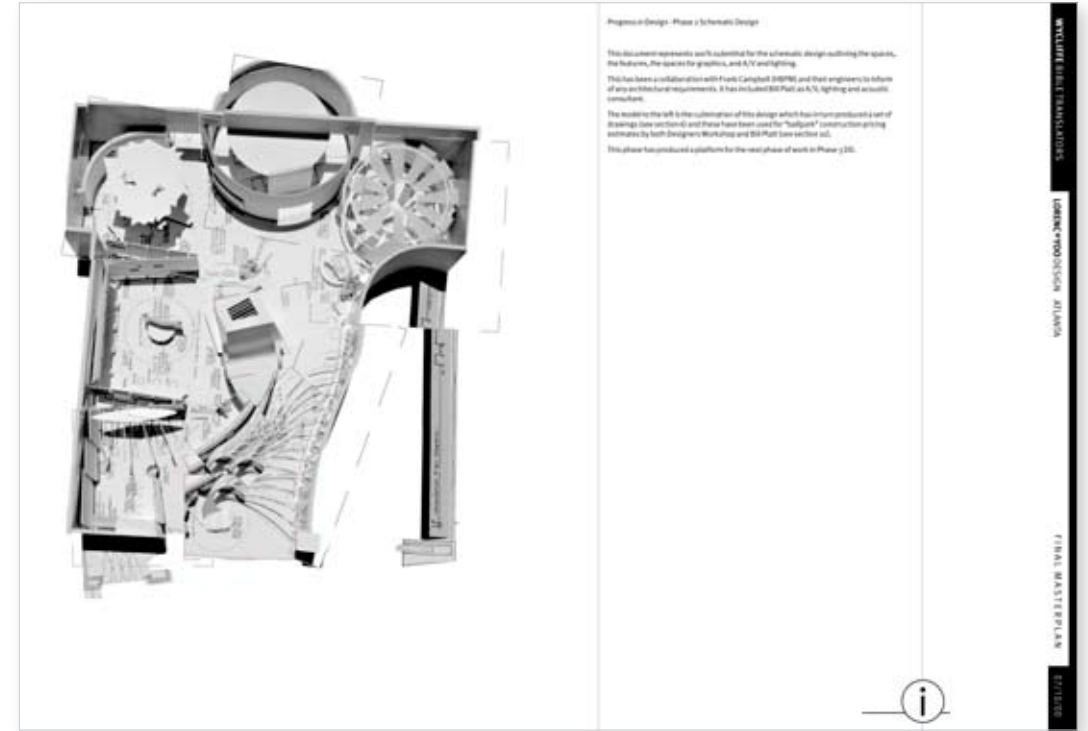 Progress in Design - Phase 2 Schematic Design
This document represents our submittal for the schematic design outlining the spaces,
the features, the spaces for graphics, and A/V and lighting.
This has been a collaboration with Frank Campbell and their engineers to inform
of any architectural requirements. It has included Bill Platt as A/V, lighting and acoustic
consultant.
The model to the left is the culmination of this design which has in turn produced a set of
drawings (see section 6) and these have been used for "ballpark" construction pricing
estimates by both Designers Workshop and Bill Platt (see section 10).
This phase has produced a platform for the next phase of work in Phase 3 DD.
WYCLIFFE BIBLE TRANSLATORS
LORENC+YOO DESIGN ATLANTA
FINAL MASTERPLAN
i